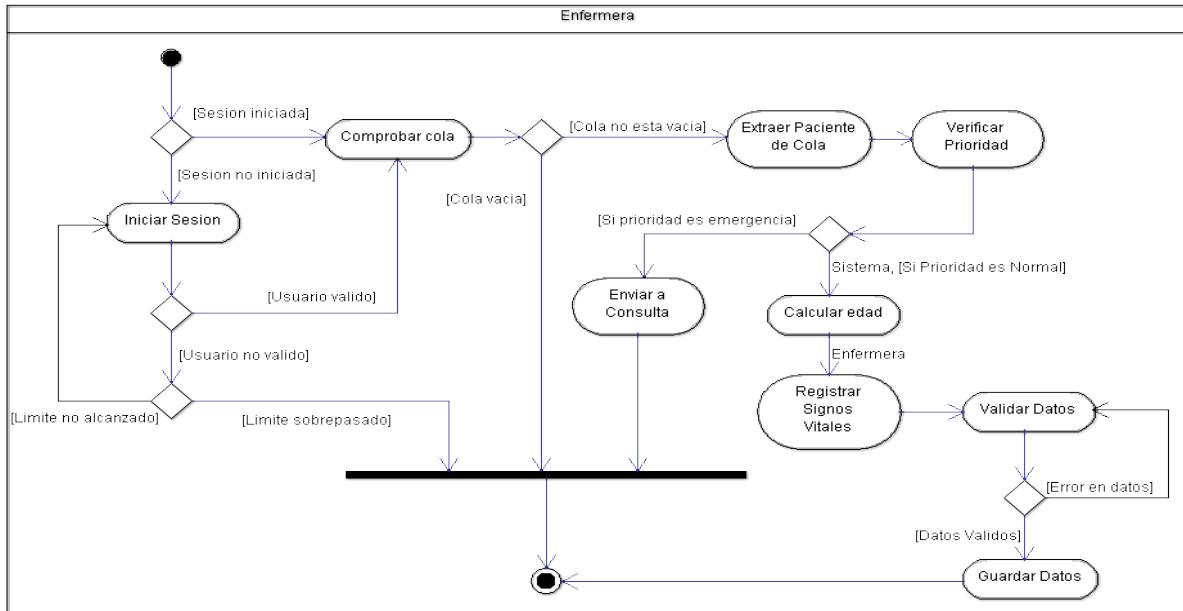 Enfermera
[Sesion iniciada]
Comprobar cola
[Cola no esta vacia]
Extraer Paciente
de Cola
Verificar
Prioridad
[Sesion no iniciada]
Iniciar Sesion
[Cola vacia]
[Si prioridad es emergencia]
Sistema, [Si Prioridad es Normal]
Enviar a
Consulta
Calcular edad
[Usuario valido]
[Usuario no valido]
Enfermera
Registrar
Signos
Vitales
Validar Datos
[Limite no alcanzado]
[Limite sobrepasado]
[Error en datos]
[Datos Validos]
Guardar Datos